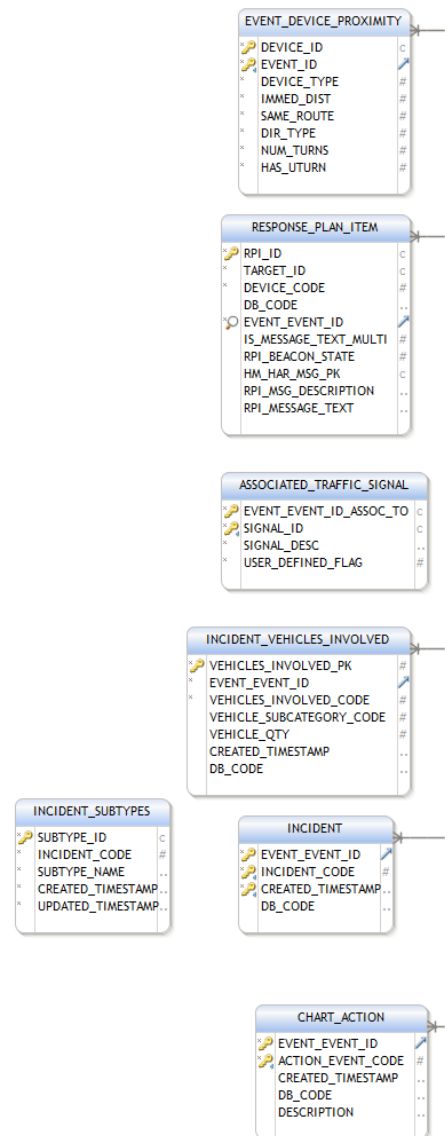 EVENT_DEVICE_PROXIMITY
DEVICE_ID c
EVENT_ID
DEVICE_TYPE #
IMMED_DIST #
SAME_ROUTE #
DIR_TYPE #
NUM_TURNS #
HAS_UTURN #
RESPONSE_PLAN_ITEM
RPI_ID c
TARGET_ID c
DEVICE_CODE #
DB_CODE ..
EVENT_EVENT_ID
IS_MESSAGE_TEXT_MULTI #
RPI_BEACON_STATE #
HM_HAR_MSG_PK c
RPI_MSG_DESCRIPTION ..
RPI_MESSAGE_TEXT ..
ASSOCIATED_TRAFFIC_SIGNAL
EVENT_EVENT_ID_ASSOC_TO c
SIGNAL_ID c
SIGNAL_DESC ..
USER_DEFINED_FLAG #
INCIDENT_VEHICLES_INVOLVED
VEHICLES_INVOLVED_PK #
EVENT_EVENT_ID
VEHICLES_INVOLVED_CODE #
VEHICLE_SUBCATEGORY_CODE #
VEHICLE_QTY #
CREATED_TIMESTAMP ..
DB_CODE ..
INCIDENT_SUBTYPES
SUBTYPE_ID c
INCIDENT_CODE #
SUBTYPE_NAME ..
CREATED_TIMESTAMP ..
UPDATED_TIMESTAMP ..
INCIDENT
EVENT_EVENT_ID
INCIDENT_CODE #
CREATED_TIMESTAMP ..
DB_CODE ..
CHART_ACTION
EVENT_EVENT_ID
ACTION_EVENT_CODE #
CREATED_TIMESTAMP ..
DB_CODE ..
DESCRIPTION ..